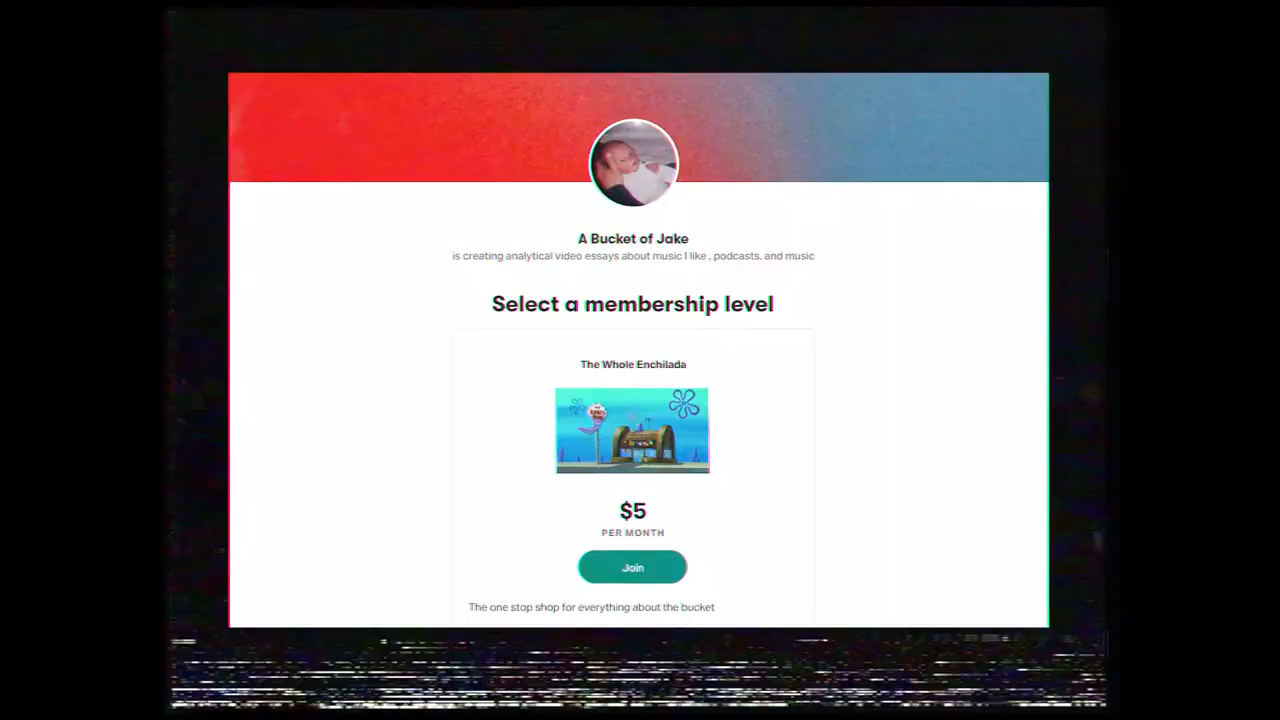 A Bucket of Jake
is creating analytical video essays about music I like , podcasts, and music
Select a membership level
The Whole Enchilada
$5
PER MONTH
Join
The one stop shop for everything about the bucket